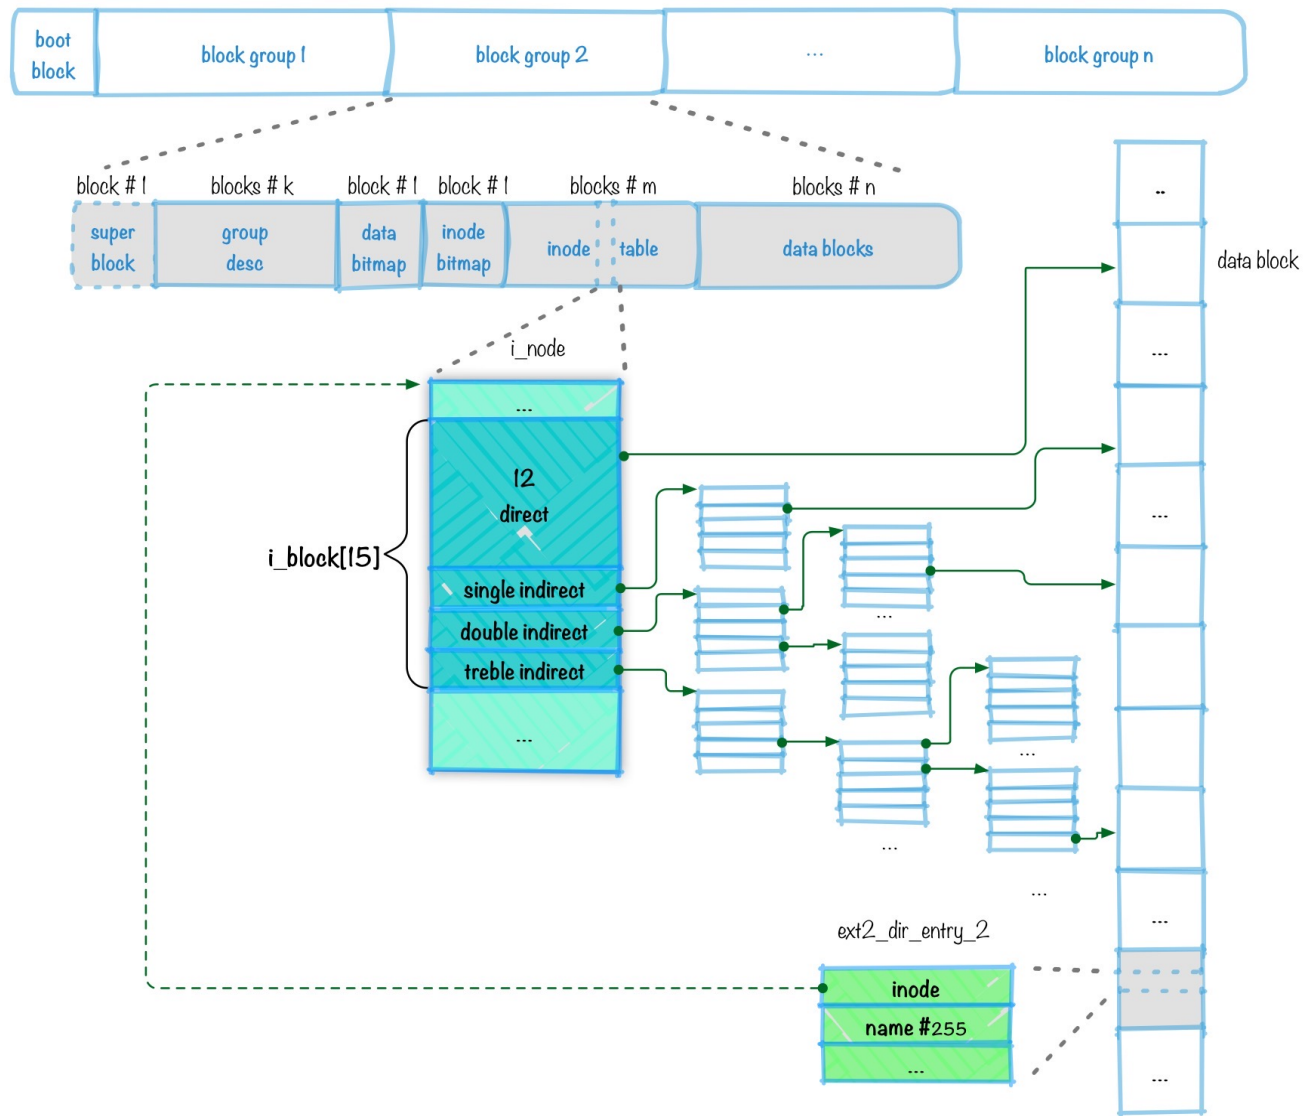 boot
block
block group 1
block group 2
...
block group n
block # 1
blocks # k
block # 1
block # 1
blocks # m
blocks # n
super
block
group
desc
data
bitmap
inode
bitmap
inode table
data blocks
..
data block
...
i_node
...
12
direct
i_block[15]
single indirect
double indirect
treble indirect
...
...
...
...
...
...
...
ext2_dir_entry_2
inode
name #255
...
...